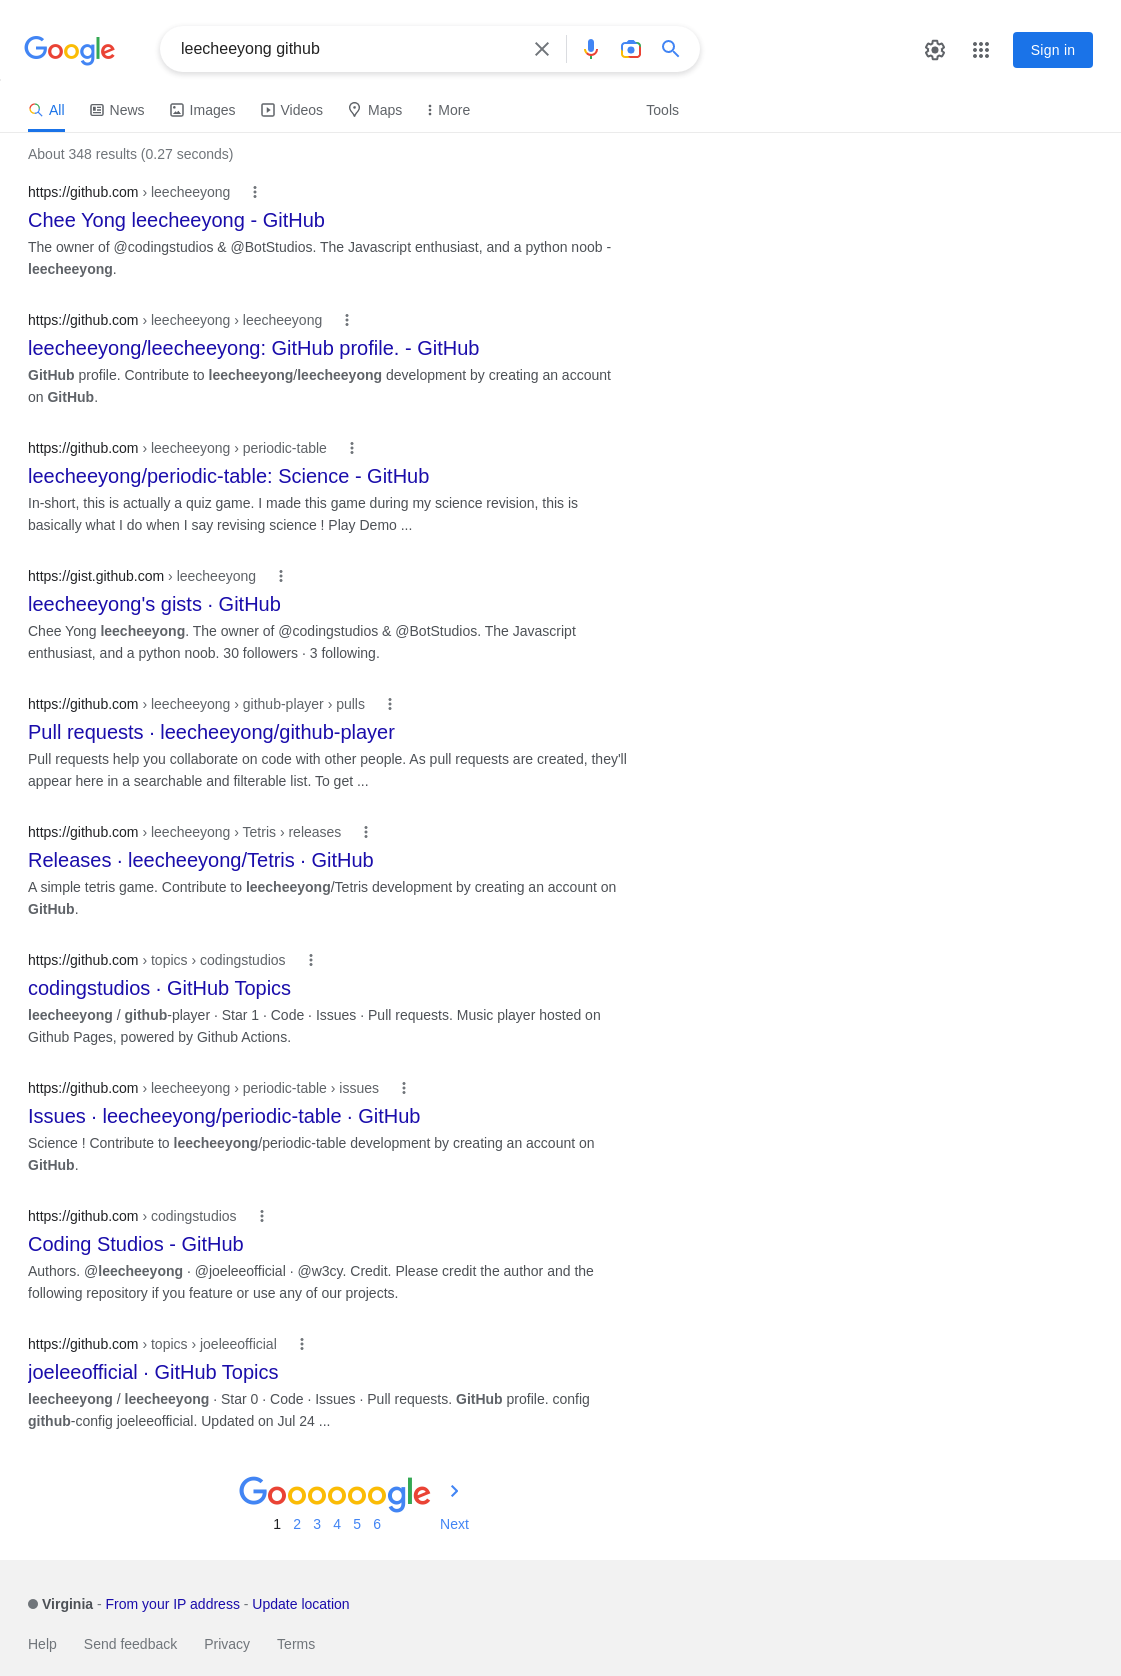 Google
leecheeyong github
Sign in
All News Images Videos Maps More Tools
About 348 results (0.27 seconds)
https://github.com › leecheeyong
Chee Yong leecheeyong - GitHub
The owner of @codingstudios & @BotStudios. The Javascript enthusiast, and a python noob -
leecheeyong.
https://github.com › leecheeyong › leecheeyong
leecheeyong/leecheeyong: GitHub profile. - GitHub
GitHub profile. Contribute to leecheeyong/leecheeyong development by creating an account
on GitHub.
https://github.com › leecheeyong › periodic-table
leecheeyong/periodic-table: Science - GitHub
In-short, this is actually a quiz game. I made this game during my science revision, this is
basically what I do when I say revising science ! Play Demo ...
https://gist.github.com › leecheeyong
leecheeyong's gists · GitHub
Chee Yong leecheeyong. The owner of @codingstudios & @BotStudios. The Javascript
enthusiast, and a python noob. 30 followers · 3 following.
https://github.com › leecheeyong › github-player › pulls
Pull requests · leecheeyong/github-player
Pull requests help you collaborate on code with other people. As pull requests are created, they'll
appear here in a searchable and filterable list. To get ...
https://github.com › leecheeyong › Tetris › releases
Releases · leecheeyong/Tetris · GitHub
A simple tetris game. Contribute to leecheeyong/Tetris development by creating an account on
GitHub.
https://github.com › topics › codingstudios
codingstudios · GitHub Topics
leecheeyong / github-player · Star 1 · Code · Issues · Pull requests. Music player hosted on
Github Pages, powered by Github Actions.
https://github.com › leecheeyong › periodic-table › issues
Issues · leecheeyong/periodic-table · GitHub
Science ! Contribute to leecheeyong/periodic-table development by creating an account on
GitHub.
https://github.com › codingstudios
Coding Studios - GitHub
Authors. @leecheeyong · @joeleeofficial · @w3cy. Credit. Please credit the author and the
following repository if you feature or use any of our projects.
https://github.com › topics › joeleeofficial
joeleeofficial · GitHub Topics
leecheeyong / leecheeyong · Star 0 · Code · Issues · Pull requests. GitHub profile. config
github-config joeleeofficial. Updated on Jul 24 ...
Goooooogle
1 2 3 4 5 6 Next
Virginia - From your IP address - Update location
Help Send feedback Privacy Terms